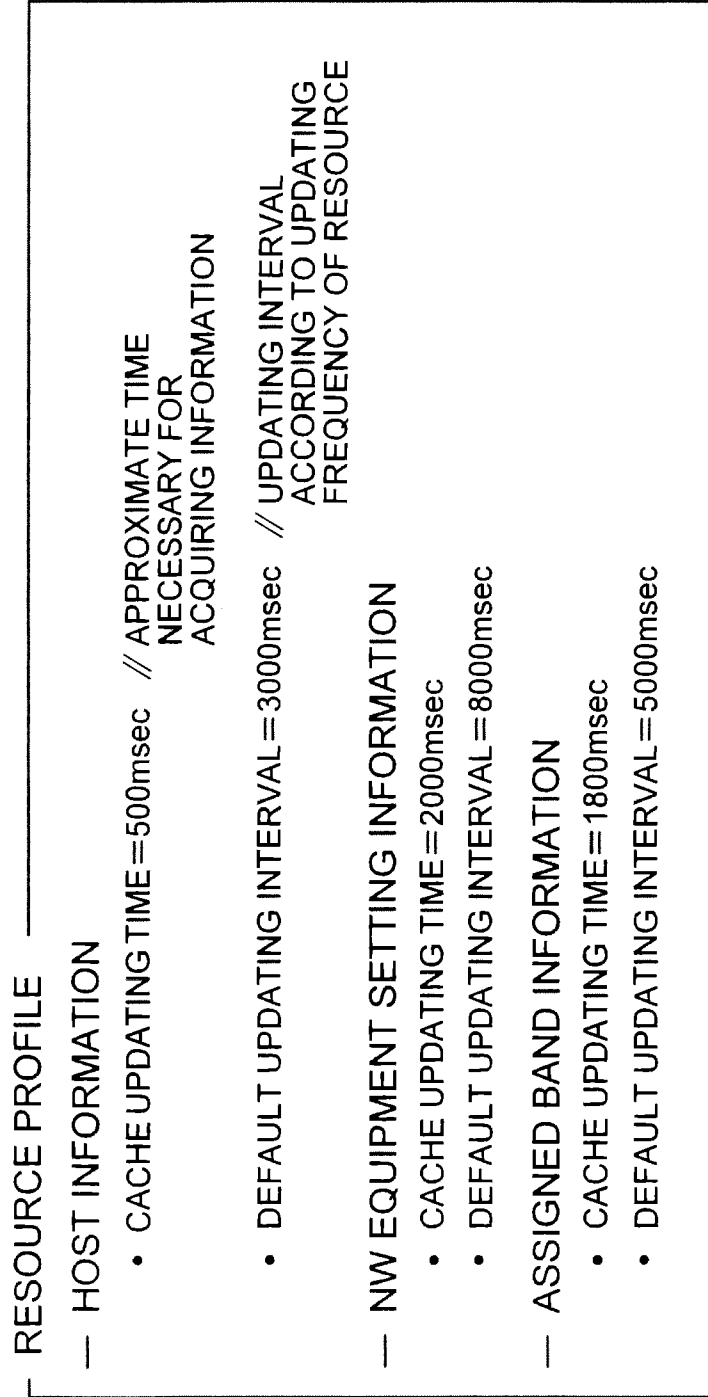 RESOURCE PROFILE
— HOST INFORMATION
• CACHE UPDATING TIME=500msec // APPROXIMATE TIME
NECESSARY FOR
ACQUIRING INFORMATION
• DEFAULT UPDATING INTERVAL=3000msec // UPDATING INTERVAL
ACCORDING TO UPDATING
FREQUENCY OF RESOURCE
— NW EQUIPMENT SETTING INFORMATION
• CACHE UPDATING TIME=2000msec
• DEFAULT UPDATING INTERVAL=8000msec
— ASSIGNED BAND INFORMATION
• CACHE UPDATING TIME=1800msec
• DEFAULT UPDATING INTERVAL=5000msec